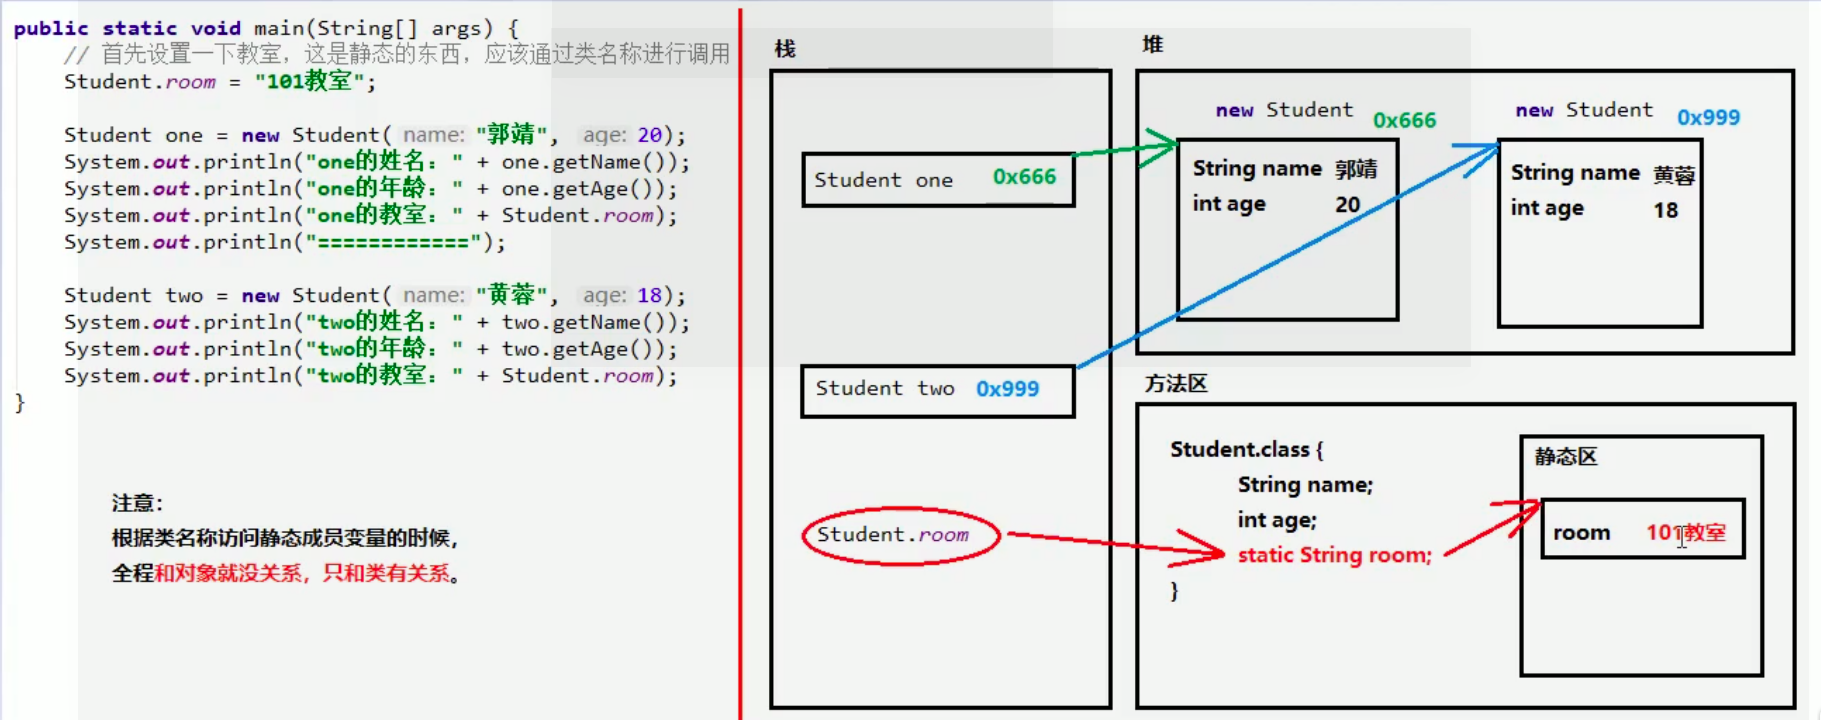 public static void main(String[] args) {
// 首先设置一下教室，这是静态的东西，应该通过类名称进行调用
Student.room = "101教室";
Student one = new Student( name: "郭靖", age: 20);
System.out.println("one的姓名：" + one.getName());
System.out.println("one的年龄：" + one.getAge());
System.out.println("one的教室：" + Student.room);
System.out.println("============");
Student two = new Student( name: "黄蓉", age: 18);
System.out.println("two的姓名：" + two.getName());
System.out.println("two的年龄：" + two.getAge());
System.out.println("two的教室：" + Student.room);
}
注意：
根据类名称访问静态成员变量的时候，
全程和对象就没关系，只和类有关系。
栈
Student one 0x666
Student two 0x999
Student.room
堆
new Student 0x666
String name 郭靖
int age 20
new Student 0x999
String name 黄蓉
int age 18
方法区
Student.class {
String name;
int age;
static String room;
}
静态区
room 101教室